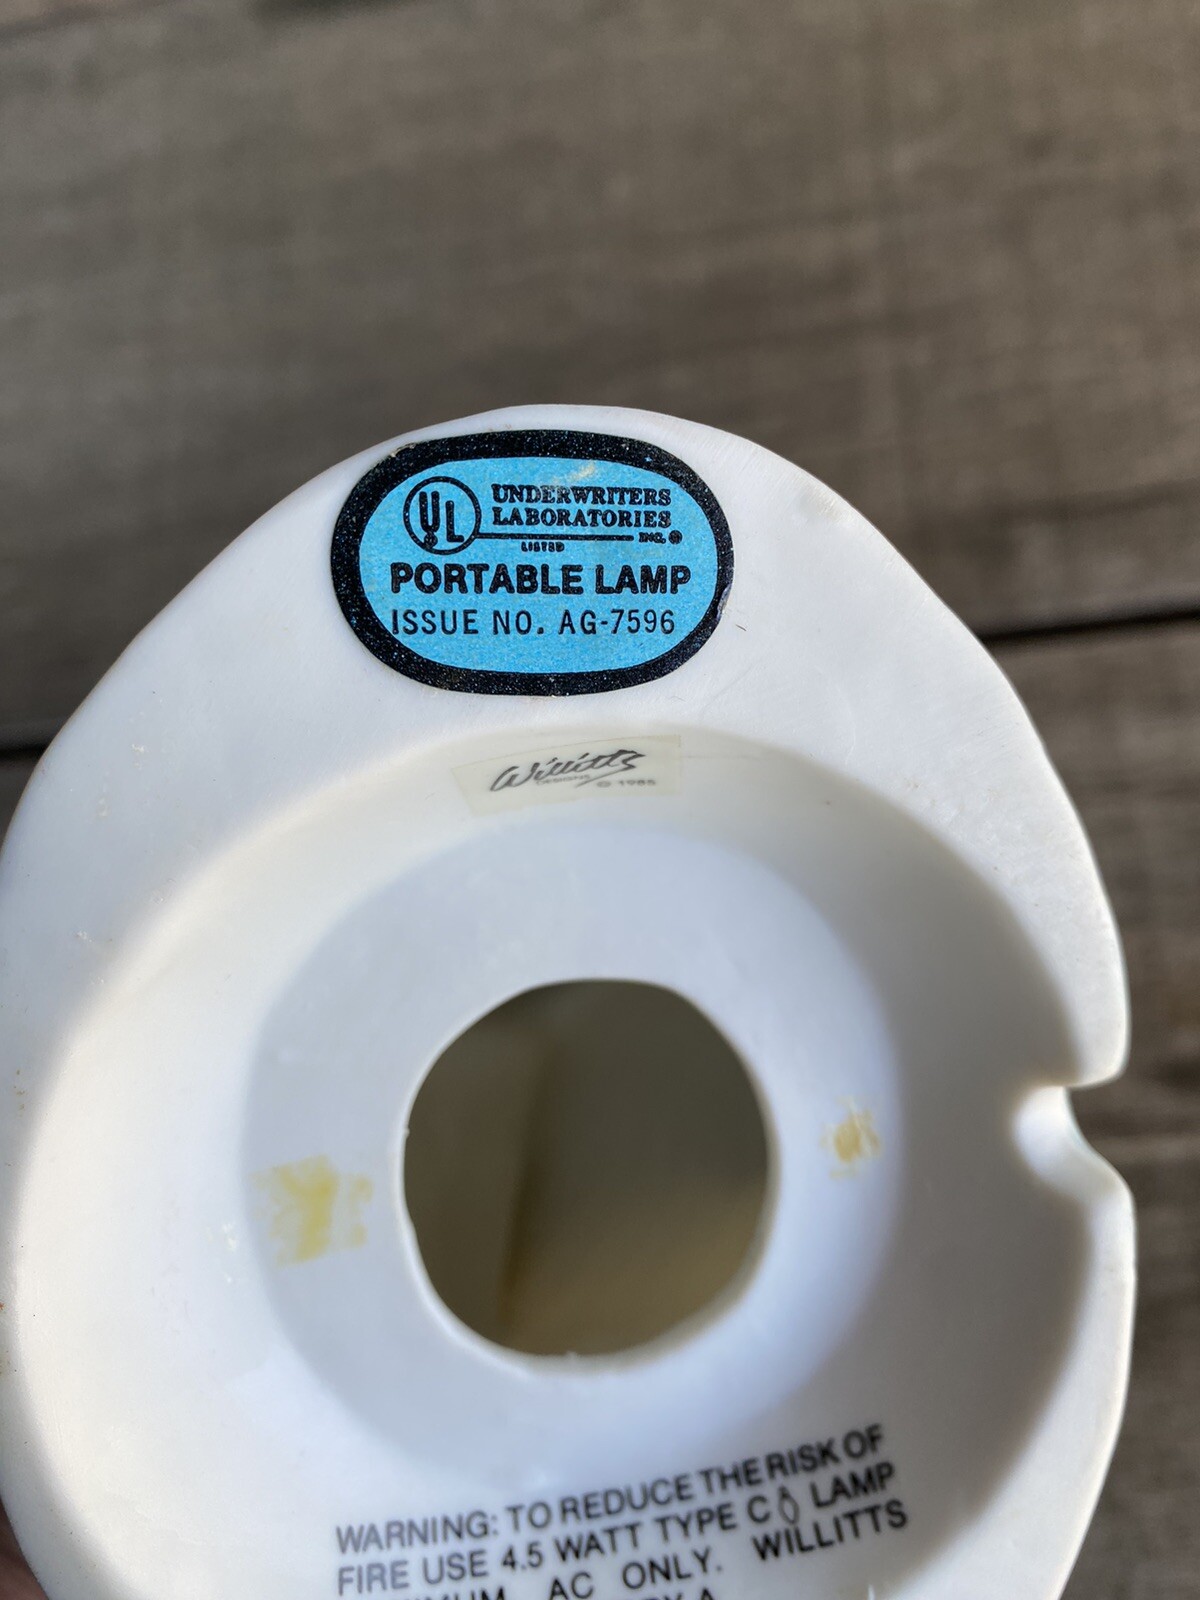 UL UNDERWRITERS
LABORATORIES
INC. ®
LISTED
PORTABLE LAMP
ISSUE NO. AG-7596
Willitts
DESIGNS © 1985
WARNING: TO REDUCE THE RISK OF
FIRE USE 4.5 WATT TYPE C LAMP
AC ONLY. WILLITTS